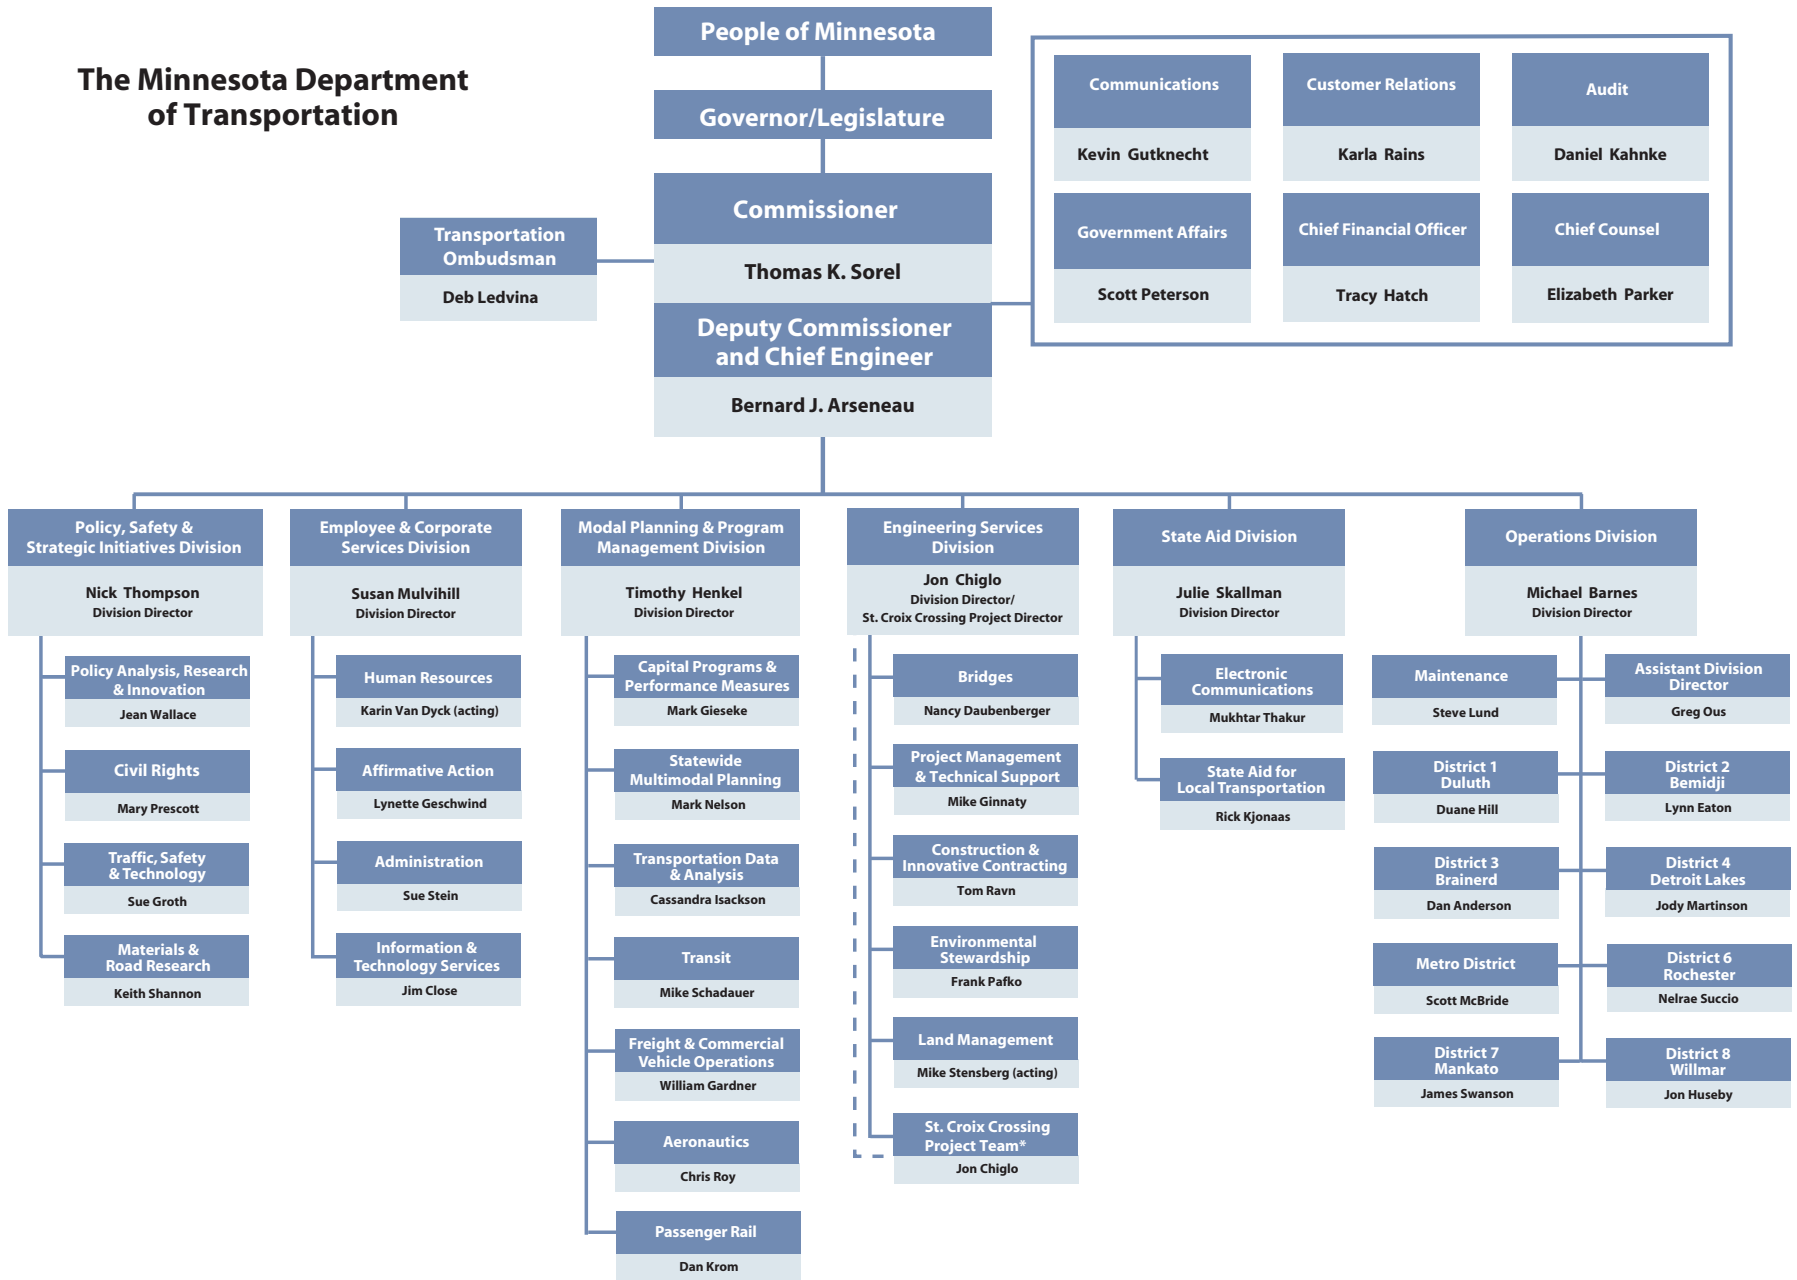 The Minnesota Department
of Transportation
People of Minnesota
Governor/Legislature
Commissioner
Thomas K. Sorel
Deputy Commissioner
and Chief Engineer
Bernard J. Arseneau
Transportation
Ombudsman
Deb Ledvina
Communications
Kevin Gutknecht
Customer Relations
Karla Rains
Audit
Daniel Kahnke
Government Affairs
Scott Peterson
Chief Financial Officer
Tracy Hatch
Chief Counsel
Elizabeth Parker
Policy, Safety &
Strategic Initiatives Division
Nick Thompson
Division Director
Policy Analysis, Research
& Innovation
Jean Wallace
Civil Rights
Mary Prescott
Traffic, Safety
& Technology
Sue Groth
Materials &
Road Research
Keith Shannon
Employee & Corporate
Services Division
Susan Mulvihill
Division Director
Human Resources
Karin Van Dyck (acting)
Affirmative Action
Lynette Geschwind
Administration
Sue Stein
Information &
Technology Services
Jim Close
Modal Planning & Program
Management Division
Timothy Henkel
Division Director
Capital Programs &
Performance Measures
Mark Gieseke
Statewide
Multimodal Planning
Mark Nelson
Transportation Data
& Analysis
Cassandra Isackson
Transit
Mike Schadauer
Freight & Commercial
Vehicle Operations
William Gardner
Aeronautics
Chris Roy
Passenger Rail
Dan Krom
Engineering Services
Division
Jon Chiglo
Division Director/
St. Croix Crossing Project Director
Bridges
Nancy Daubenberger
Project Management
& Technical Support
Mike Ginnaty
Construction &
Innovative Contracting
Tom Ravn
Environmental
Stewardship
Frank Pafko
Land Management
Mike Stensberg (acting)
St. Croix Crossing
Project Team*
Jon Chiglo
State Aid Division
Julie Skallman
Division Director
Electronic
Communications
Mukhtar Thakur
State Aid for
Local Transportation
Rick Kjonaas
Operations Division
Michael Barnes
Division Director
Maintenance
Steve Lund
Assistant Division
Director
Greg Ous
District 1
Duluth
Duane Hill
District 2
Bemidji
Lynn Eaton
District 3
Brainerd
Dan Anderson
District 4
Detroit Lakes
Jody Martinson
Metro District
Scott McBride
District 6
Rochester
Nelrae Succio
District 7
Mankato
James Swanson
District 8
Willmar
Jon Huseby